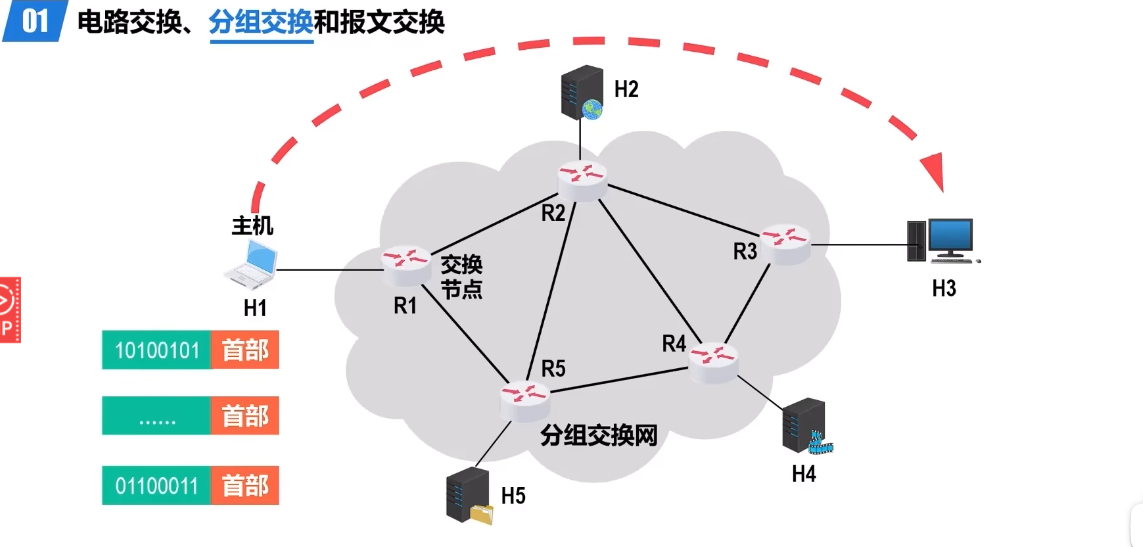 01 电路交换、分组交换和报文交换
H2
R2
主机
R3
交换
节点
H1
R1
H3
10100101 首部
R4
R5
...... 首部
分组交换网
H4
01100011 首部
H5
P